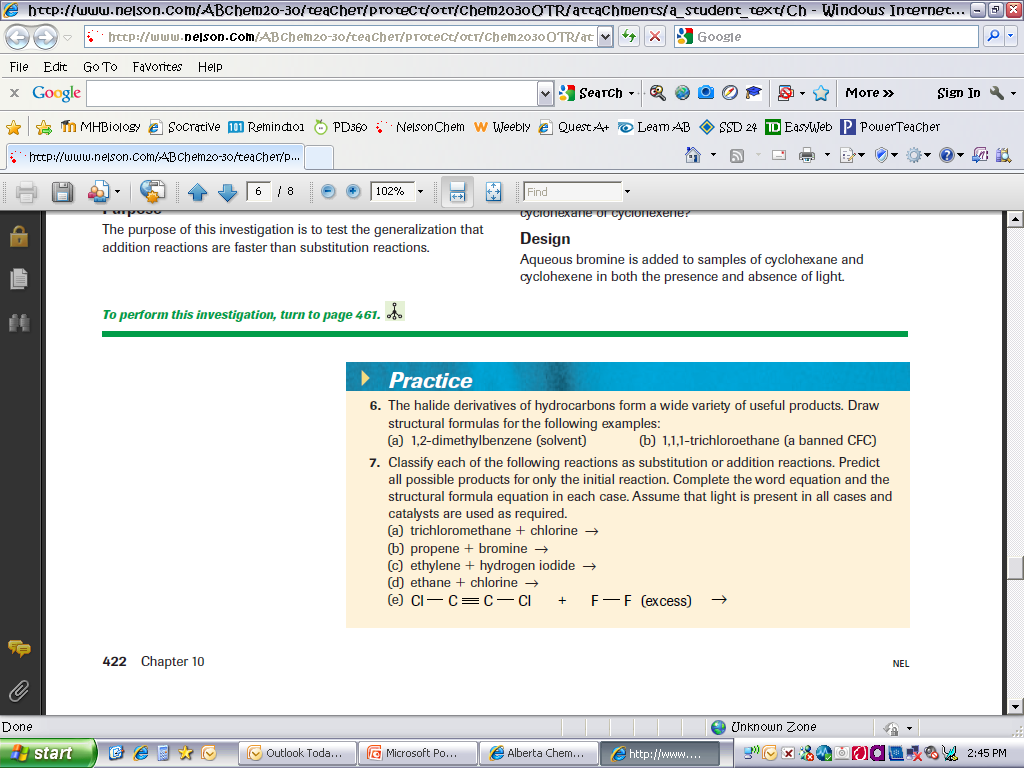 http://www.nelson.com/ABChem20-30/teacher/protect/otr/Chem2030OTR/attachments/a_student_text/Ch - Windows Internet...
http://www.nelson.com/ABChem20-30/teacher/protect/otr/Chem2030OTR/at
Google
File Edit Go To Favorites Help
x Google Search More >> Sign In
MHBiology Socrative Remind101 PD360 NelsonChem Weebly Quest A+ Learn AB SSD 24 EasyWeb PowerTeacher
http://www.nelson.com/ABChem20-30/teacher/p...
6 / 8 102% Find
Purpose
cyclohexane or cyclohexene?
The purpose of this investigation is to test the generalization that
addition reactions are faster than substitution reactions.
Design
Aqueous bromine is added to samples of cyclohexane and
cyclohexene in both the presence and absence of light.
To perform this investigation, turn to page 461.
Practice
6. The halide derivatives of hydrocarbons form a wide variety of useful products. Draw
structural formulas for the following examples:
(a) 1,2-dimethylbenzene (solvent) (b) 1,1,1-trichloroethane (a banned CFC)
7. Classify each of the following reactions as substitution or addition reactions. Predict
all possible products for only the initial reaction. Complete the word equation and the
structural formula equation in each case. Assume that light is present in all cases and
catalysts are used as required.
(a) trichloromethane + chlorine →
(b) propene + bromine →
(c) ethylene + hydrogen iodide →
(d) ethane + chlorine →
(e) Cl — C ≡ C — Cl + F — F (excess) →
422 Chapter 10
NEL
Done Unknown Zone
start Outlook Toda... Microsoft Po... Alberta Chem... http://www.... 2:45 PM